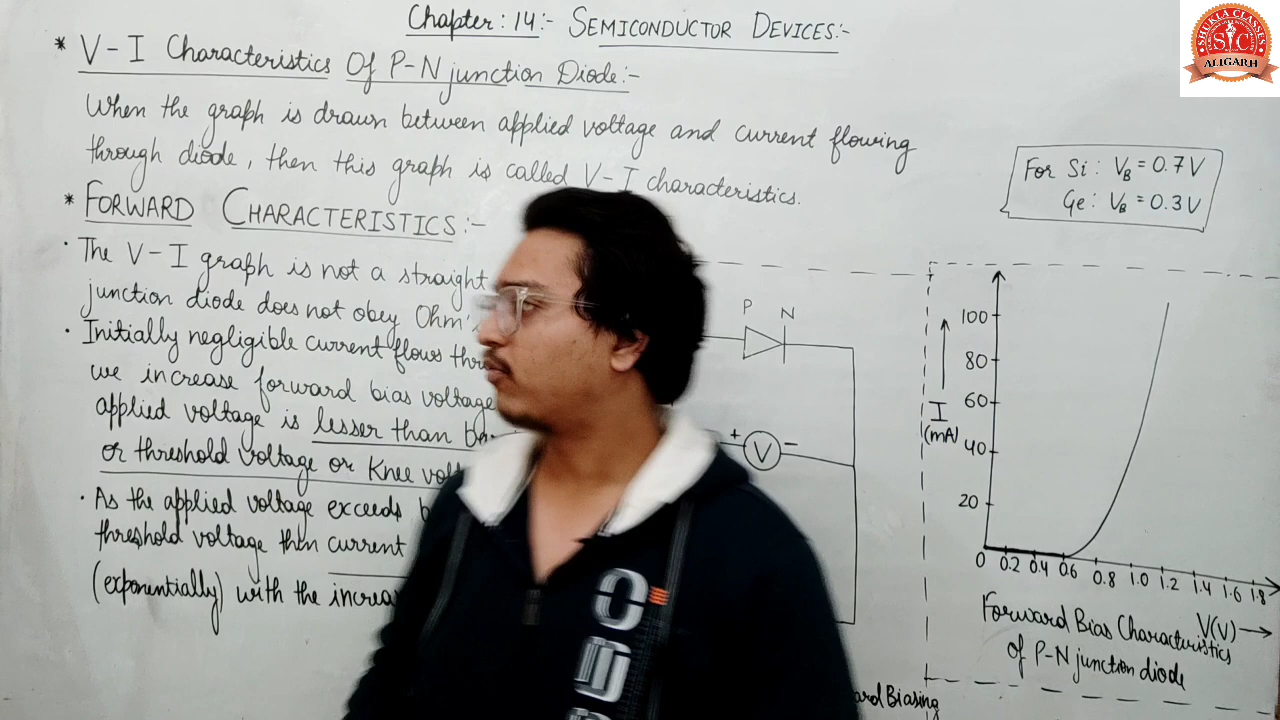 Chapter: 14:- SEMICONDUCTOR DEVICES:-
* V-I Characteristics Of P-N junction Diode:-
When the graph is drawn between applied voltage and current flowing
through diode, then this graph is called V-I characteristics.
* FORWARD CHARACTERISTICS:-
· The V-I graph is not a straight
junction diode does not obey Ohm's
· Initially negligible current flows
we increase forward bias voltage
applied voltage is lesser than
or threshold voltage or Knee
· As the applied voltage exceeds
threshold voltage then current
(exponentially) with the
P N
+ V -
Biasing
For Si: VB = 0.7V
Ge: VB = 0.3V
100
80
60
I
(mA)
40
20
0 0.2 0.4 0.6 0.8 1.0 1.2 1.4 1.6 1.8
V(V) →
Forward Bias Characteristics
of P-N junction diode
SHUKLA CLASSES
SC
ALIGARH